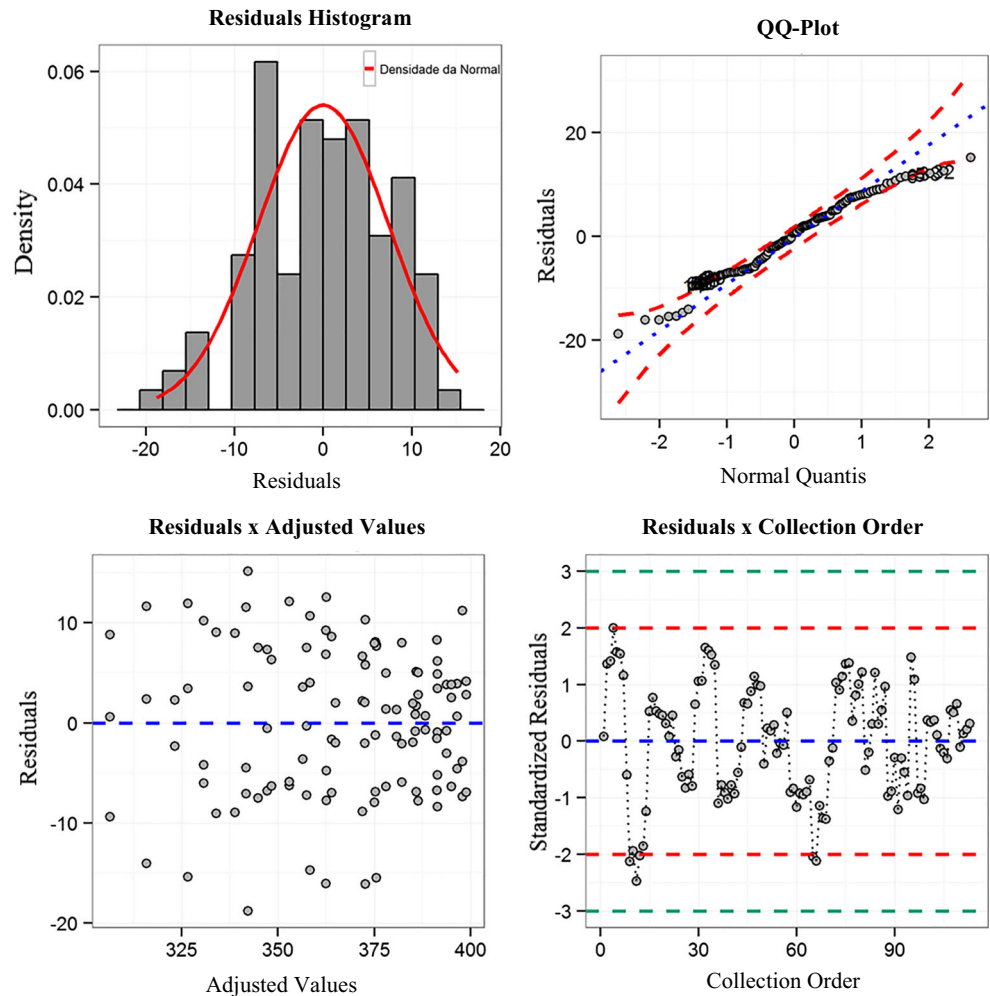 Residuals Histogram
Density
0.06
0.04
0.02
0.00
Densidade da Normal
-20
-10
0
10
20
Residuals
QQ-Plot
Residuals
20
0
-20
-2
-1
0
1
2
Normal Quantis
Residuals x Adjusted Values
Residuals
10
0
-10
-20
325
350
375
400
Adjusted Values
Residuals x Collection Order
Standardized Residuals
3
2
1
0
-1
-2
-3
0
30
60
90
Collection Order